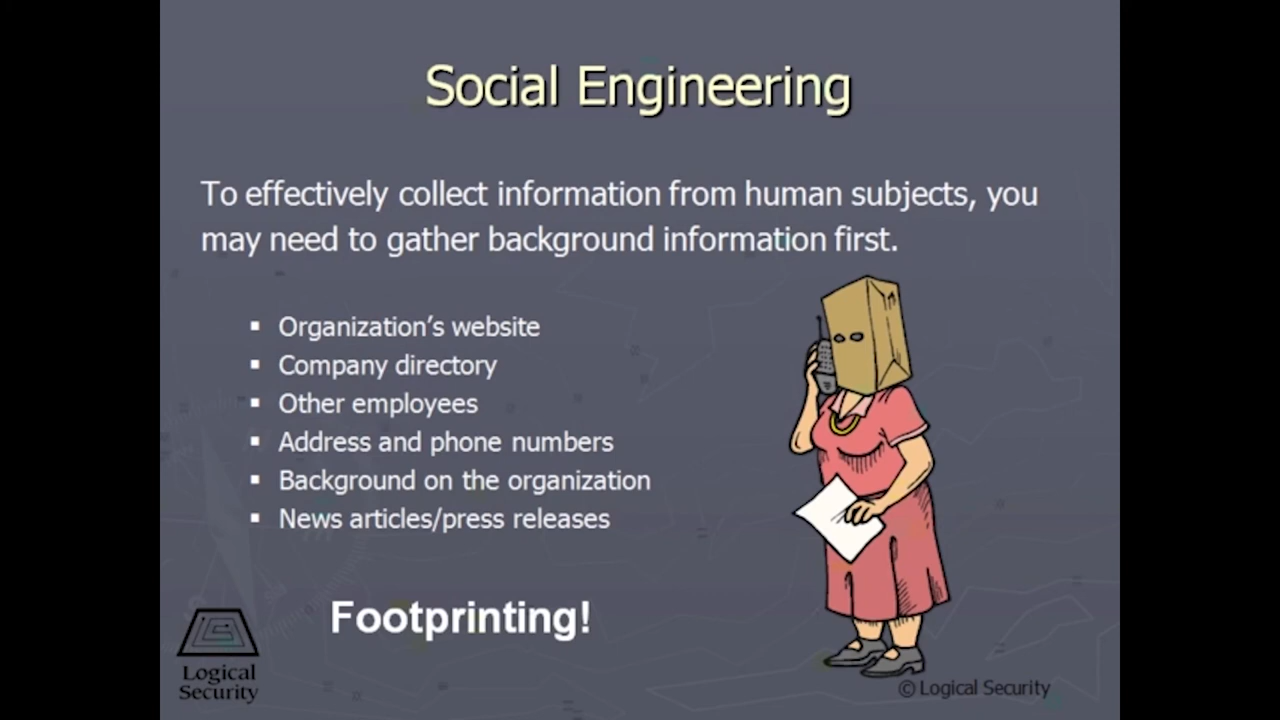 Social Engineering
To effectively collect information from human subjects, you
may need to gather background information first.
▪ Organization's website
▪ Company directory
▪ Other employees
▪ Address and phone numbers
▪ Background on the organization
▪ News articles/press releases
Footprinting!
Logical
Security
© Logical Security